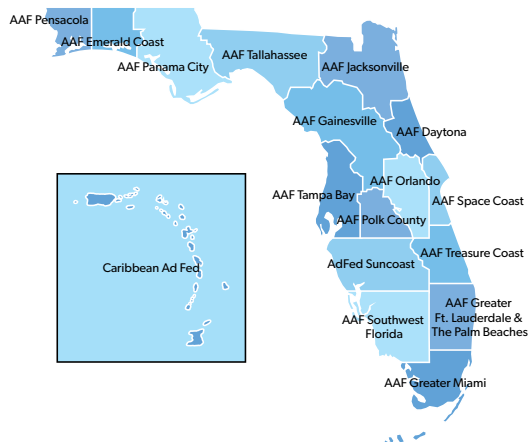 AAF Pensacola
AAF Emerald Coast
AAF Panama City
AAF Tallahassee
AAF Jacksonville
AAF Gainesville
AAF Daytona
AAF Orlando
AAF Tampa Bay
AAF Space Coast
AAF Polk County
AAF Treasure Coast
AdFed Suncoast
Caribbean Ad Fed
AAF Greater
Ft. Lauderdale &
The Palm Beaches
AAF Southwest
Florida
AAF Greater Miami